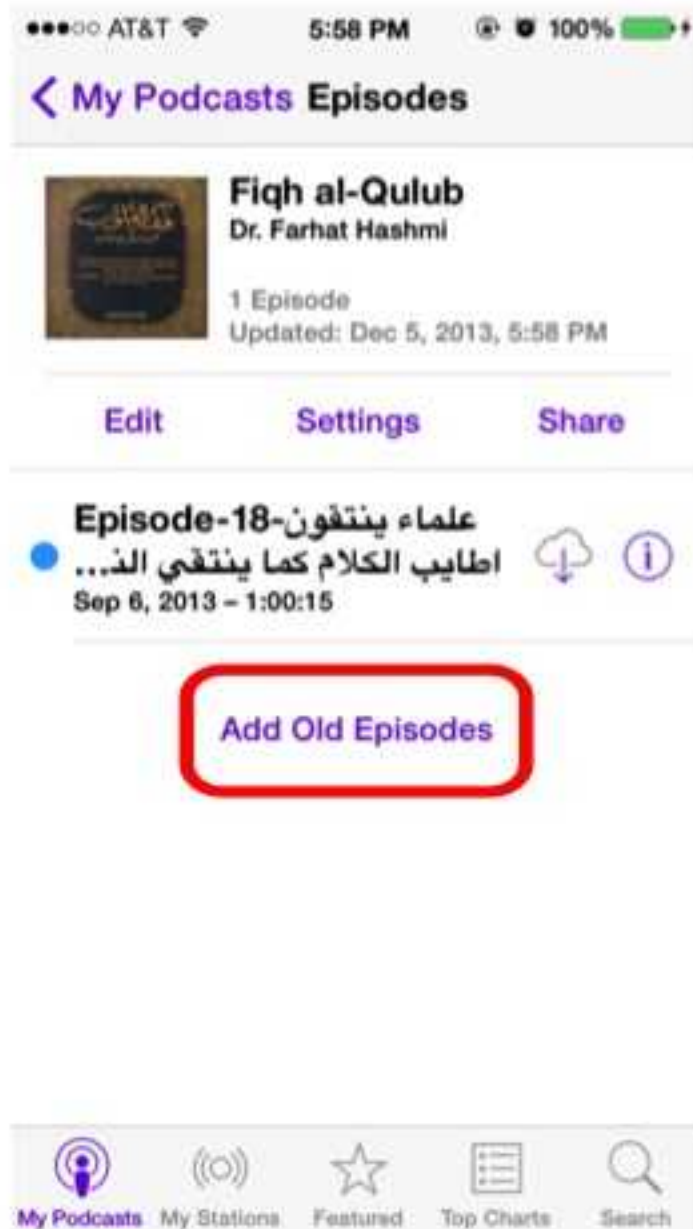 AT&T 5:58 PM 100%
My Podcasts Episodes
Fiqh al-Qulub
Dr. Farhat Hashmi
1 Episode
Updated: Dec 5, 2013, 5:58 PM
Edit Settings Share
Episode-18-علماء ينتقون
اطايب الكلام كما ينتقي الذ...
Sep 6, 2013 – 1:00:15
Add Old Episodes
My Podcasts My Stations Featured Top Charts Search